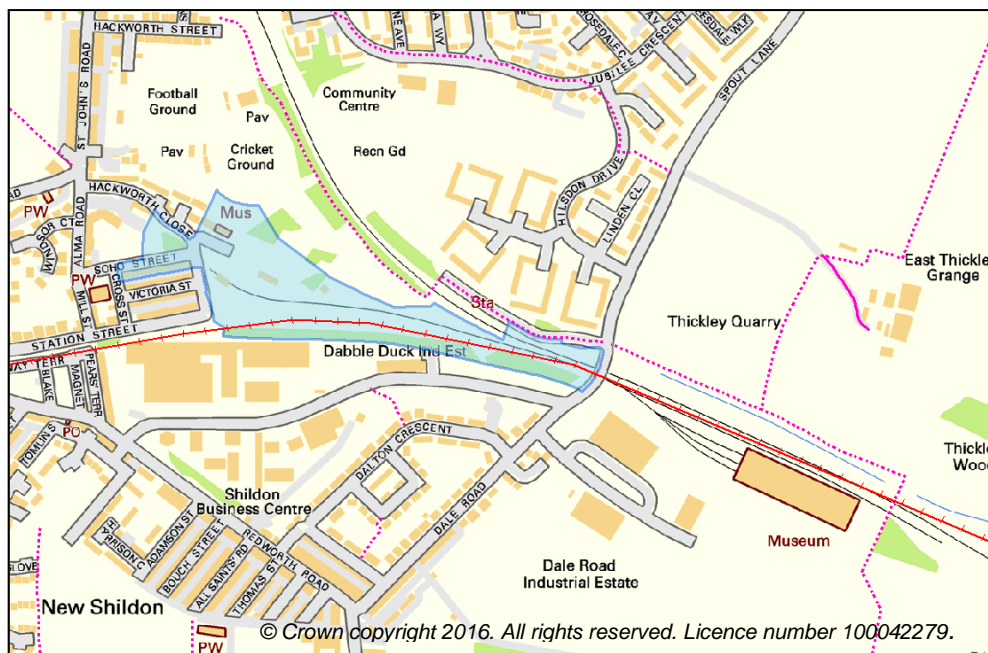 HACKWORTH STREET
ST JOHN'S ROAD
Football
Ground
Pav
Pav
Cricket
Ground
Community
Centre
Recn Gd
JUBILEE CRESCENT
SPOUT LANE
HILSDON DRIVE
LINDEN CL
HACKWORTH CLOSE
Mus
PW
ALMA ROAD
SOHO STREET
PW
CROSS ST
VICTORIA ST
MILL ST
STATION STREET
Sta
Thickley Quarry
East Thickle
Grange
Dabble Duck Ind Est
BLAKE
MAGNET
PEARS' TERR
PO
TOMLIN S
DALTON CRESCENT
Thickle
Wood
Shildon
Business Centre
DALE ROAD
Museum
ADAMSON ST
BOUCH STREET
ALL SAINTS' RD
THOMAS ST
REDWORTH ROAD
Dale Road
Industrial Estate
New Shildon
PW
© Crown copyright 2016. All rights reserved. Licence number 100042279.